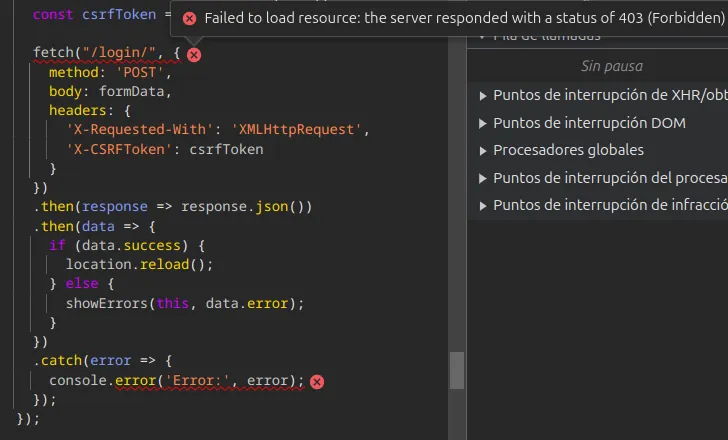 const csrfToken =
Failed to load resource: the server responded with a status of 403 (Forbidden)
fetch("/login/", {
method: 'POST',
body: formData,
headers: {
'X-Requested-With': 'XMLHttpRequest',
'X-CSRFToken': csrfToken
}
})
.then(response => response.json())
.then(data => {
if (data.success) {
location.reload();
} else {
showErrors(this, data.error);
}
})
.catch(error => {
console.error('Error:', error);
});
});
Pila de llamadas
Sin pausa
Puntos de interrupción de XHR/obt
Puntos de interrupción DOM
Procesadores globales
Puntos de interrupción del procesa
Puntos de interrupción de infracció